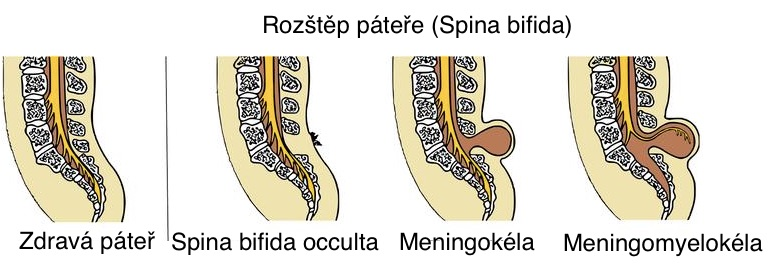 Rozštěp páteře (Spina bifida)
Zdravá páteř
Spina bifida occulta
Meningokéla
Meningomyelokéla